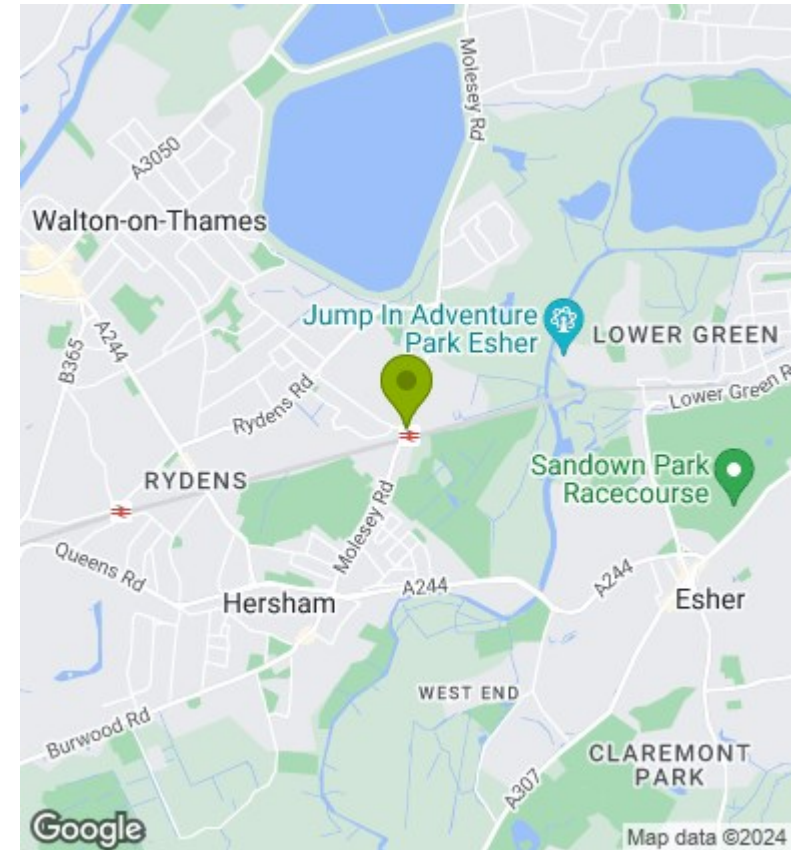 Molesey Rd
A3050
Walton-on-Thames
A244
B365
Jump In Adventure
Park Esher
LOWER GREEN
Rydens Rd
Lower Green R
RYDENS
Sandown Park
Racecourse
Molesey Rd
Queens Rd
Hersham
A244
A244
Esher
WEST END
Burwood Rd
CLAREMONT
PARK
A307
Google
Map data ©2024